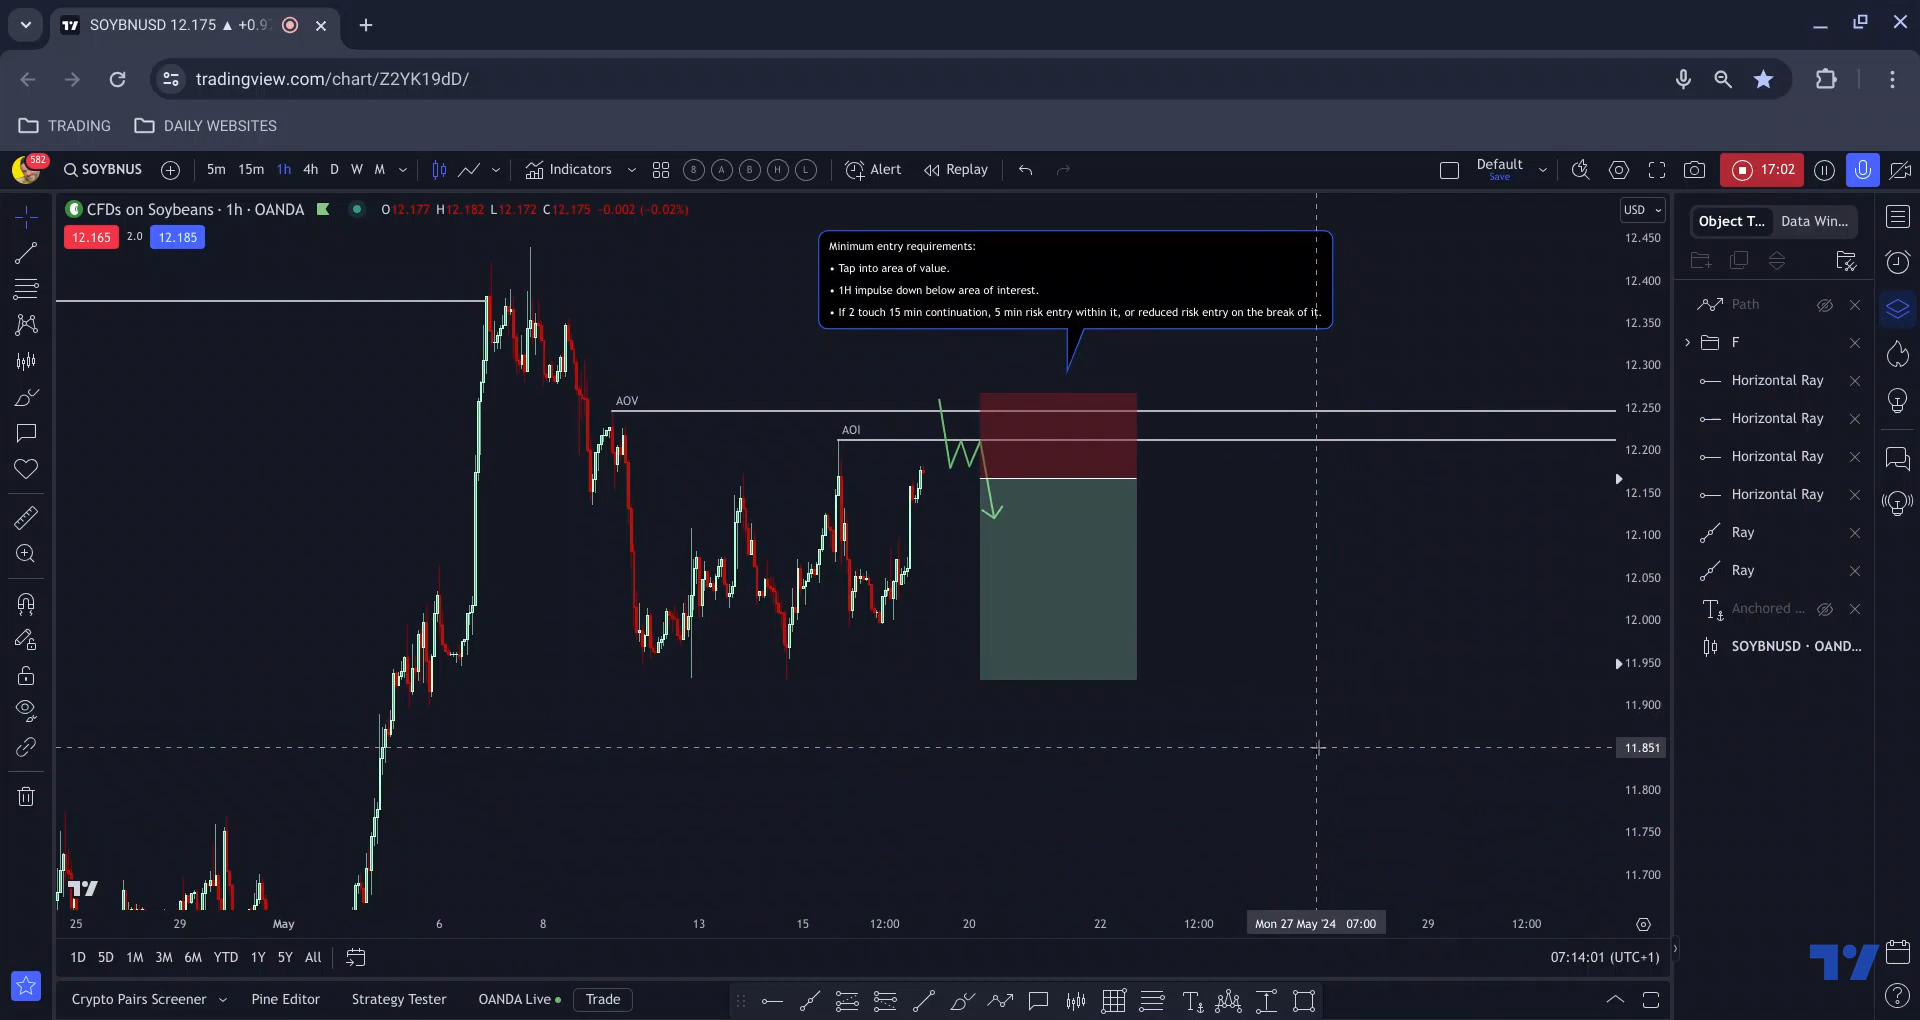 SOYBNUSD 12.175 ▲ +0.9
tradingview.com/chart/Z2YK19dD/
TRADING
DAILY WEBSITES
582
SOYBNUS
5m 15m 1h 4h D W M
Indicators
8 A B H L
Alert
Replay
Default
Save
17:02
CFDs on Soybeans · 1h · OANDA
O12.177 H12.182 L12.172 C12.175 -0.002 (-0.02%)
12.165 2.0 12.185
USD
Object T... Data Win...
Minimum entry requirements:
• Tap into area of value.
• 1H impulse down below area of interest.
• If 2 touch 15 min continuation, 5 min risk entry within it, or reduced risk entry on the break of it.
AOV
AOI
12.450
12.400
12.350
12.300
12.250
12.200
12.150
12.100
12.050
12.000
11.950
11.900
11.851
11.800
11.750
11.700
Path
F
Horizontal Ray
Horizontal Ray
Horizontal Ray
Horizontal Ray
Ray
Ray
Anchored ...
SOYBNUSD · OAND...
25 29 May 6 8 13 15 12:00 20 22 12:00 Mon 27 May '24 07:00 29 12:00
1D 5D 1M 3M 6M YTD 1Y 5Y All
07:14:01 (UTC+1)
Crypto Pairs Screener Pine Editor Strategy Tester OANDA Live Trade